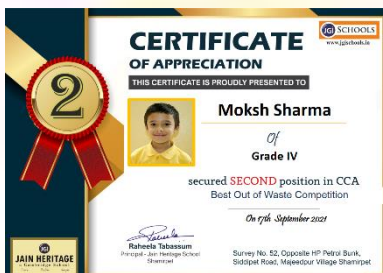 JGI SCHOOLS
www.jgischools.in
CERTIFICATE
OF APPRECIATION
THIS CERTIFICATE IS PROUDLY PRESENTED TO
2
Moksh Sharma
Of
Grade IV
secured SECOND position in CCA
Best Out of Waste Competition
On 17th September 2021
Raheela Tabassum
Principal - Jain Heritage School
Shamirpet
JGI
JAIN HERITAGE
Survey No. 52, Opposite HP Petrol Bunk,
Siddipet Road, Majeedpur Village Shamirpet